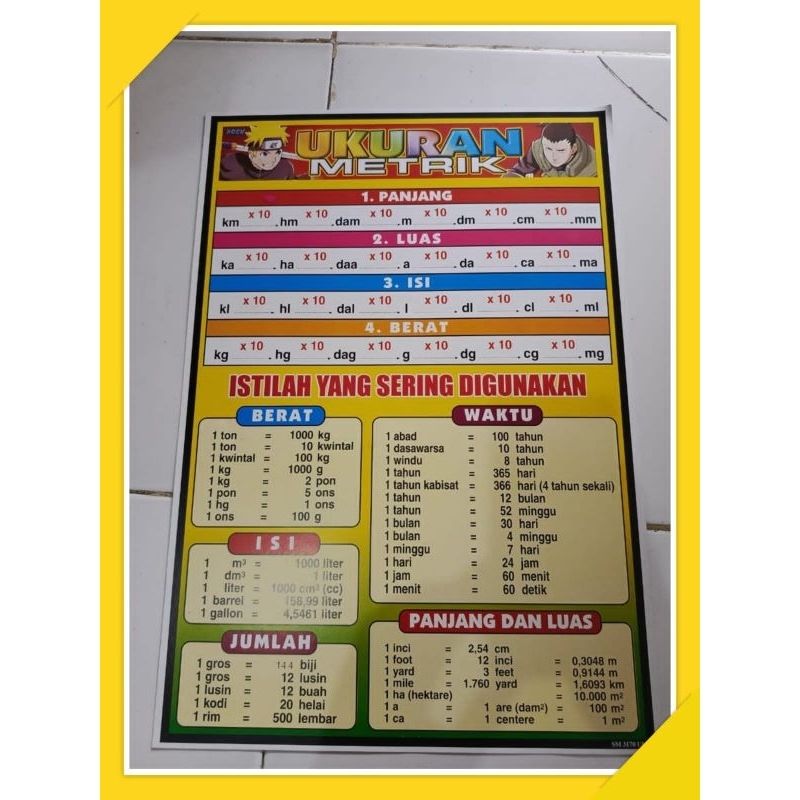 UKURAN
METRIK
1. PANJANG
km x 10 .hm x 10 .dam x 10 .m x 10 .dm x 10 .cm x 10 .mm
2. LUAS
ka x 10 .ha x 10 .daa x 10 .a x 10 .da x 10 .ca x 10 .ma
3. ISI
kl x 10 .hl x 10 .dal x 10 .l x 10 .dl x 10 .cl x 10 .ml
4. BERAT
kg x 10 .hg x 10 .dag x 10 .g x 10 .dg x 10 .cg x 10 .mg
ISTILAH YANG SERING DIGUNAKAN
BERAT
1 ton = 1000 kg
1 ton = 10 kwintal
1 kwintal = 100 kg
1 kg = 1000 g
1 kg = 2 pon
1 pon = 5 ons
1 hg = 1 ons
1 ons = 100 g
ISI
1 m³ = 1000 liter
1 dm³ = 1 liter
1 liter = 1000 cm³ (cc)
1 barrel = 158,99 liter
1 gallon = 4,5461 liter
JUMLAH
1 gros = 144 biji
1 gros = 12 lusin
1 lusin = 12 buah
1 kodi = 20 helai
1 rim = 500 lembar
WAKTU
1 abad = 100 tahun
1 dasawarsa = 10 tahun
1 windu = 8 tahun
1 tahun = 365 hari
1 tahun kabisat = 366 hari (4 tahun sekali)
1 tahun = 12 bulan
1 tahun = 52 minggu
1 bulan = 30 hari
1 bulan = 4 minggu
1 minggu = 7 hari
1 hari = 24 jam
1 jam = 60 menit
1 menit = 60 detik
PANJANG DAN LUAS
1 inci = 2,54 cm
1 foot = 12 inci = 0,3048 m
1 yard = 3 feet = 0,9144 m
1 mile = 1.760 yard = 1,6093 km
1 ha (hektare) = 10.000 m²
1 a = 1 are (dam²) = 100 m²
1 ca = 1 centere = 1 m²